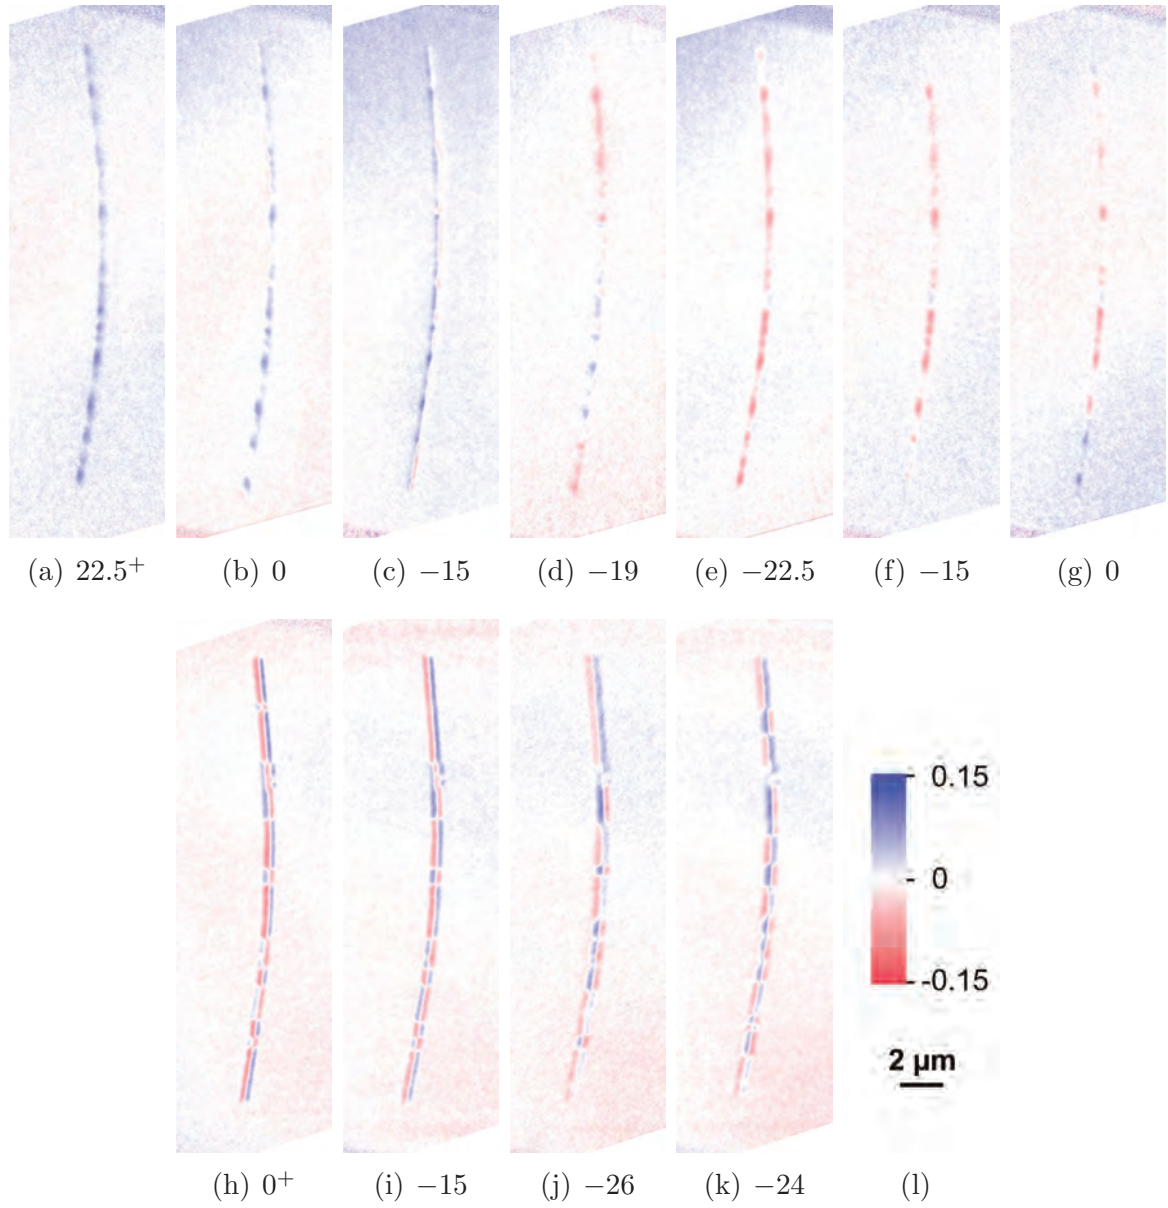 (a) 22.5⁺ (b) 0 (c) −15 (d) −19 (e) −22.5 (f) −15 (g) 0
0.15
0
-0.15
2 µm
(h) 0⁺ (i) −15 (j) −26 (k) −24 (l)